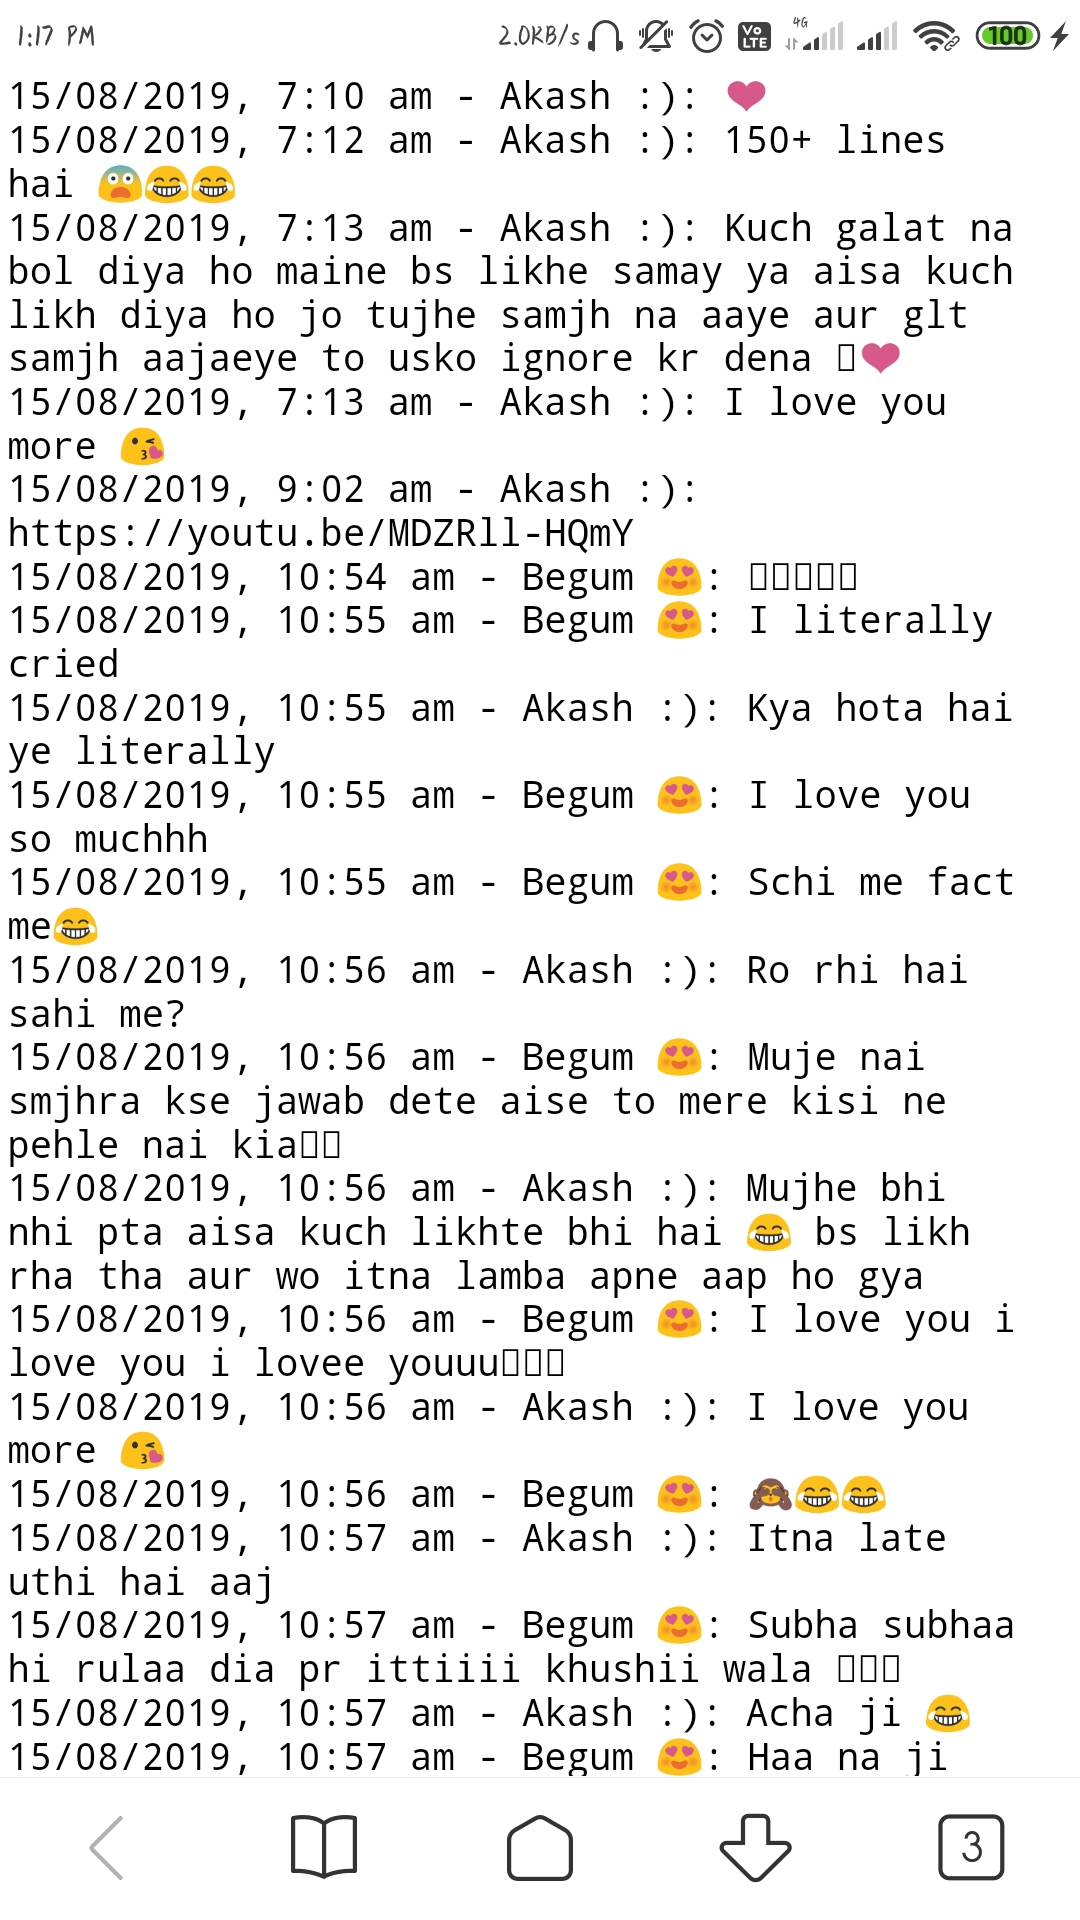 1:17 PM 2.0KB/s Vo LTE 4G 100
15/08/2019, 7:10 am - Akash :): ❤
15/08/2019, 7:12 am - Akash :): 150+ lines
hai 😨😂😂
15/08/2019, 7:13 am - Akash :): Kuch galat na
bol diya ho maine bs likhe samay ya aisa kuch
likh diya ho jo tujhe samjh na aaye aur glt
samjh aajaeye to usko ignore kr dena ▯❤
15/08/2019, 7:13 am - Akash :): I love you
more 😘
15/08/2019, 9:02 am - Akash :):
https://youtu.be/MDZRll-HQmY
15/08/2019, 10:54 am - Begum 😍: ▯▯▯▯▯
15/08/2019, 10:55 am - Begum 😍: I literally
cried
15/08/2019, 10:55 am - Akash :): Kya hota hai
ye literally
15/08/2019, 10:55 am - Begum 😍: I love you
so muchhh
15/08/2019, 10:55 am - Begum 😍: Schi me fact
me😂
15/08/2019, 10:56 am - Akash :): Ro rhi hai
sahi me?
15/08/2019, 10:56 am - Begum 😍: Muje nai
smjhra kse jawab dete aise to mere kisi ne
pehle nai kia▯▯
15/08/2019, 10:56 am - Akash :): Mujhe bhi
nhi pta aisa kuch likhte bhi hai 😂 bs likh
rha tha aur wo itna lamba apne aap ho gya
15/08/2019, 10:56 am - Begum 😍: I love you i
love you i lovee youuu▯▯▯
15/08/2019, 10:56 am - Akash :): I love you
more 😘
15/08/2019, 10:56 am - Begum 😍: 🙈😂😂
15/08/2019, 10:57 am - Akash :): Itna late
uthi hai aaj
15/08/2019, 10:57 am - Begum 😍: Subha subhaa
hi rulaa dia pr ittiiii khushii wala ▯▯▯
15/08/2019, 10:57 am - Akash :): Acha ji 😂
15/08/2019, 10:57 am - Begum 😍: Haa na ji
3